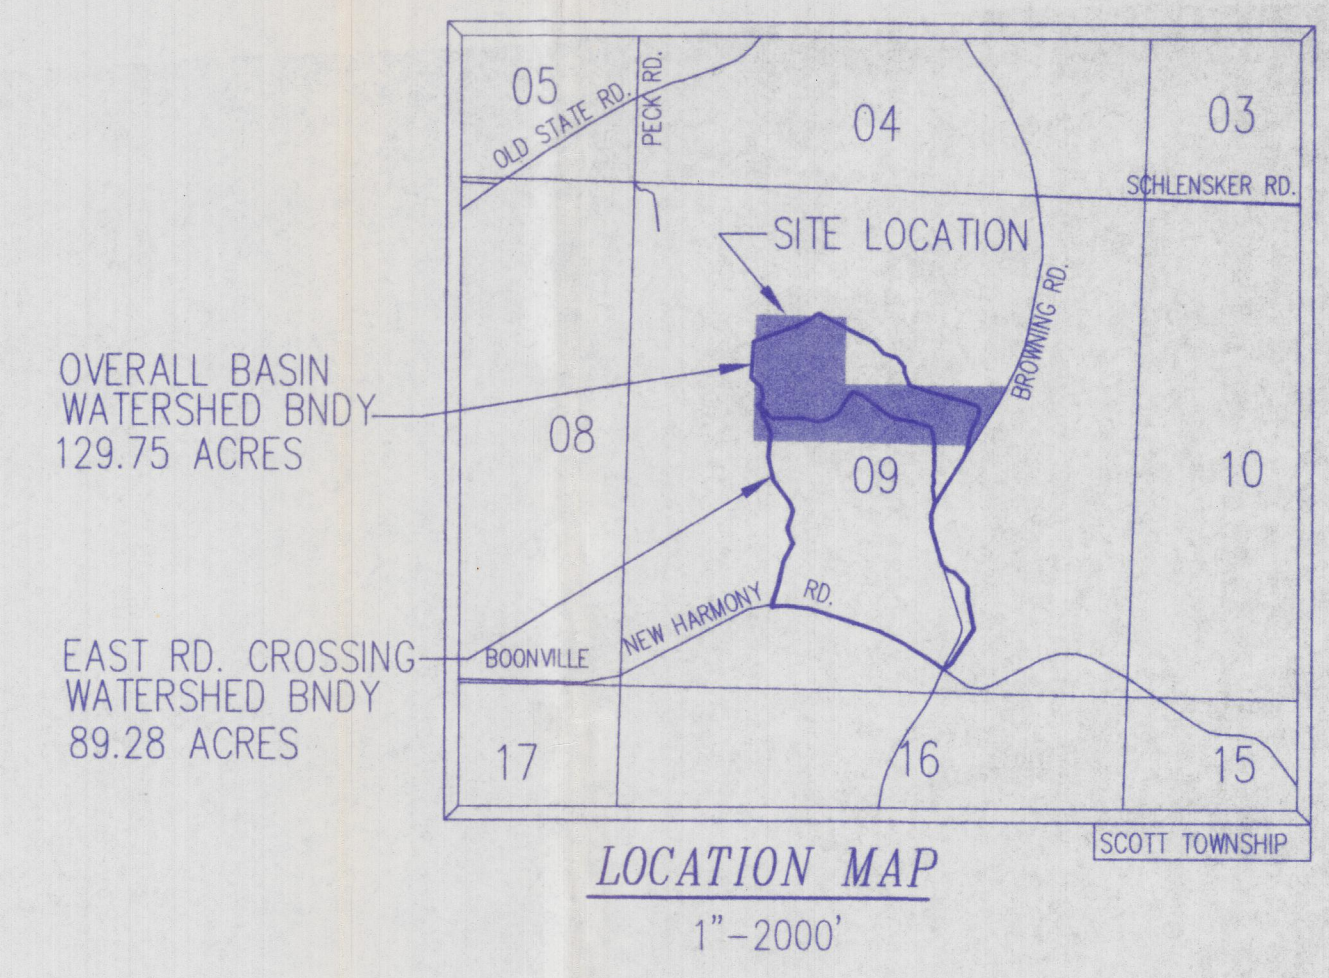 05
OLD STATE RD.
PECK RD.
04
03
SCHLENSKER RD.
SITE LOCATION
BROWNING RD.
OVERALL BASIN
WATERSHED BNDY
129.75 ACRES
08
09
10
EAST RD. CROSSING
WATERSHED BNDY
89.28 ACRES
BOONVILLE NEW HARMONY RD.
17
16
15
SCOTT TOWNSHIP
LOCATION MAP
1"-2000'